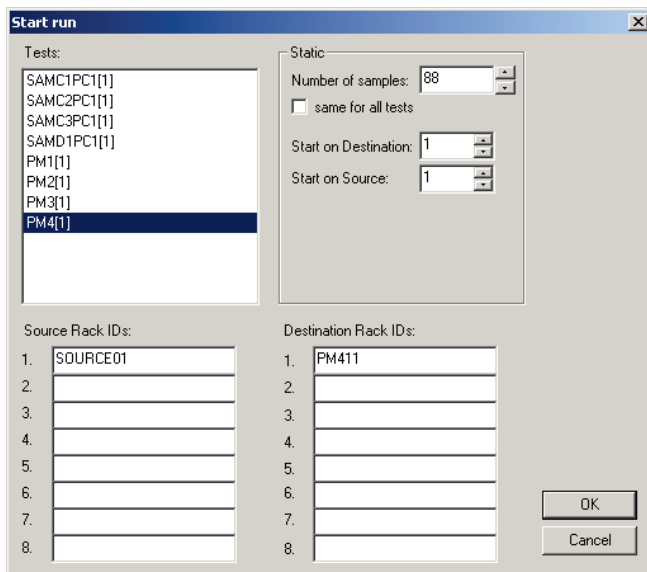 Start run
Tests:
SAMC1PC1[1]
SAMC2PC1[1]
SAMC3PC1[1]
SAMD1PC1[1]
PM1[1]
PM2[1]
PM3[1]
PM4[1]
Static
Number of samples: 88
same for all tests
Start on Destination: 1
Start on Source: 1
Source Rack IDs:
1. SOURCE01
2.
3.
4.
5.
6.
7.
8.
Destination Rack IDs:
1. PM411
2.
3.
4.
5.
6.
7.
8.
OK
Cancel